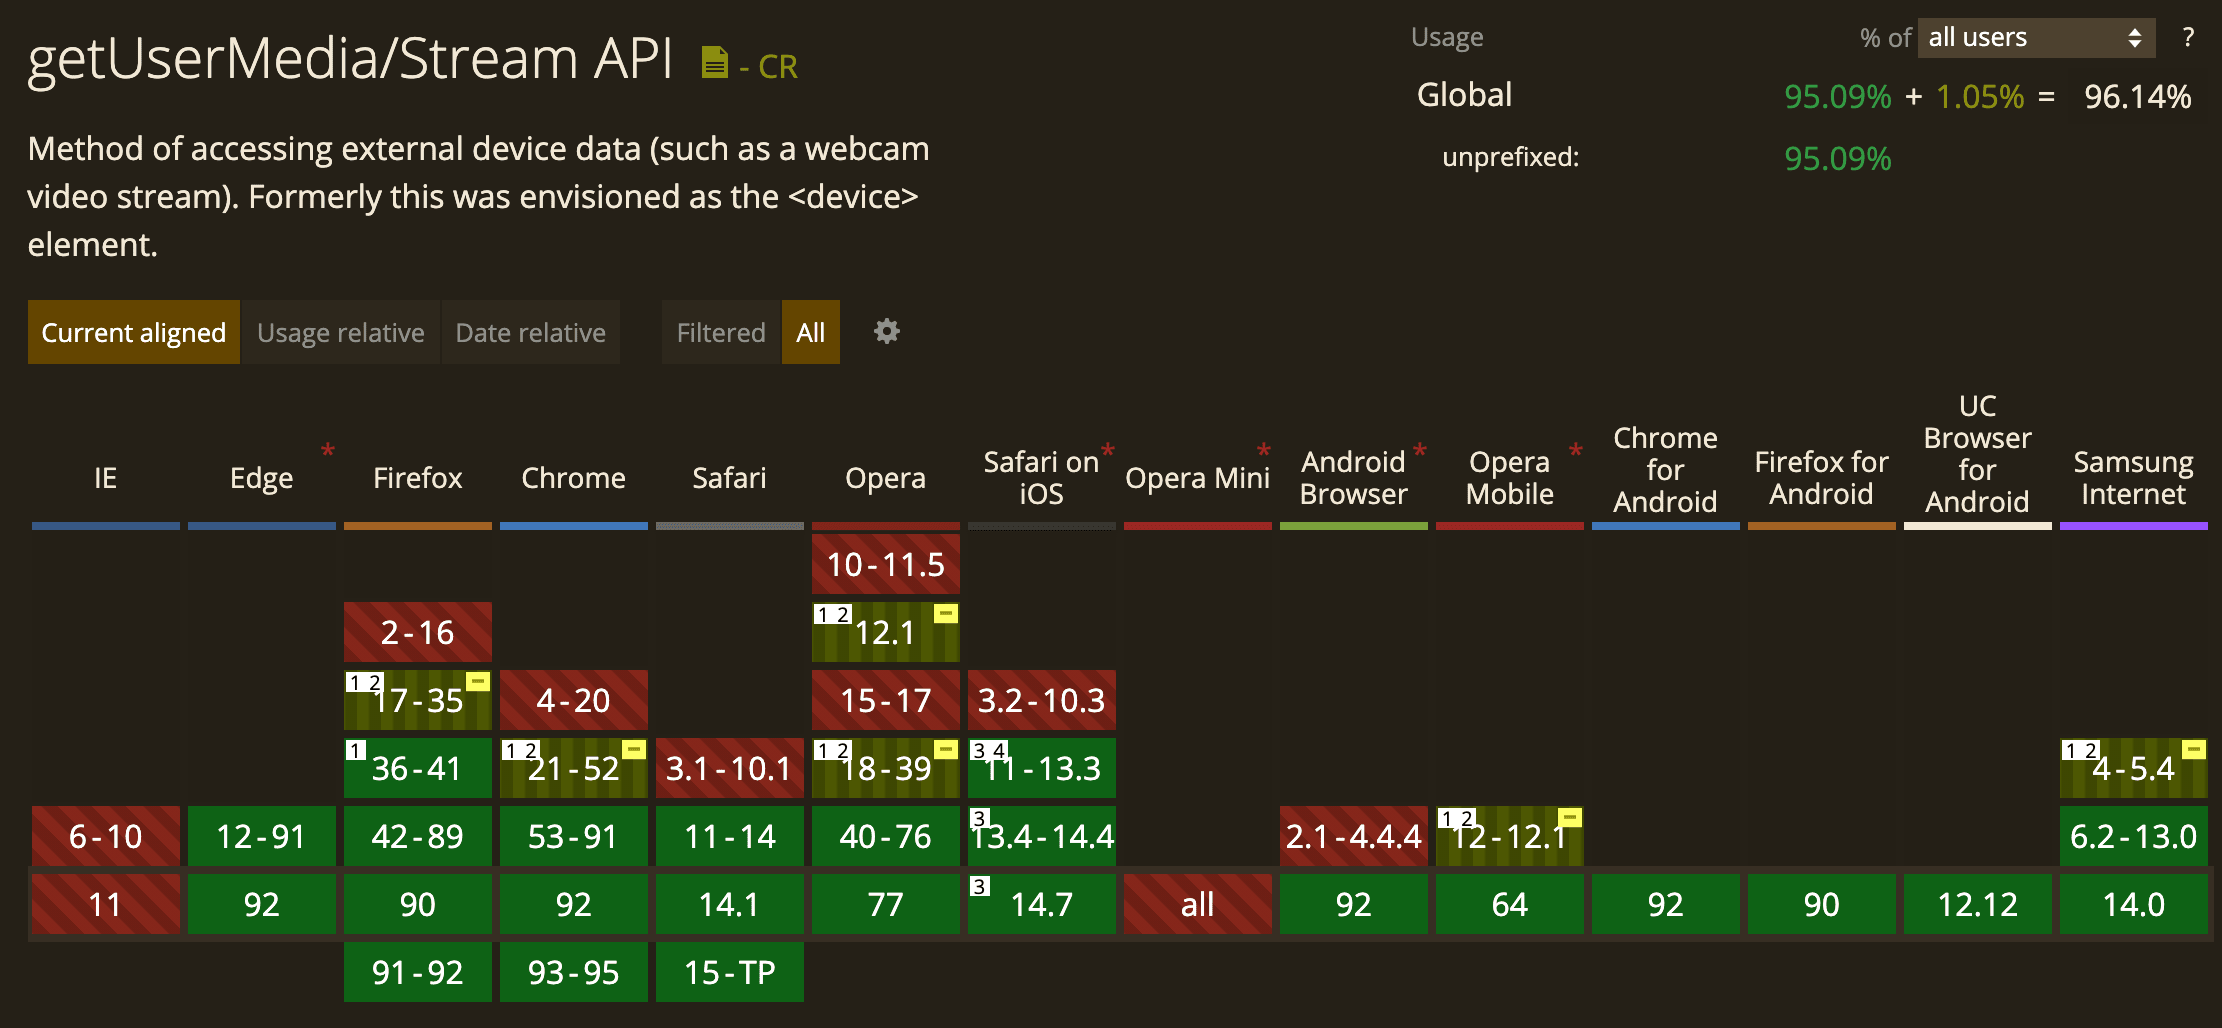 getUserMedia/Stream API - CR
Usage % of all users ?
Global 95.09% + 1.05% = 96.14%
unprefixed: 95.09%
Method of accessing external device data (such as a webcam
video stream). Formerly this was envisioned as the <device>
element.
Current aligned Usage relative Date relative Filtered All
IE
Edge *
Firefox
Chrome
Safari
Opera
Safari on *
iOS
Opera Mini *
Android *
Browser
Opera *
Mobile
Chrome
for
Android
Firefox for
Android
UC
Browser
for
Android
Samsung
Internet
10-11.5
2-16
1 2 12.1 -
1 2 17-35 -
4-20
15-17
3.2-10.3
1 36-41
1 2 21-52 -
3.1-10.1
1 2 18-39 -
3 4 11-13.3
1 2 4-5.4 -
6-10
12-91
42-89
53-91
11-14
40-76
3 13.4-14.4
2.1-4.4.4
1 2 12-12.1 -
6.2-13.0
11
92
90
92
14.1
77
3 14.7
all
92
64
92
90
12.12
14.0
91-92
93-95
15-TP